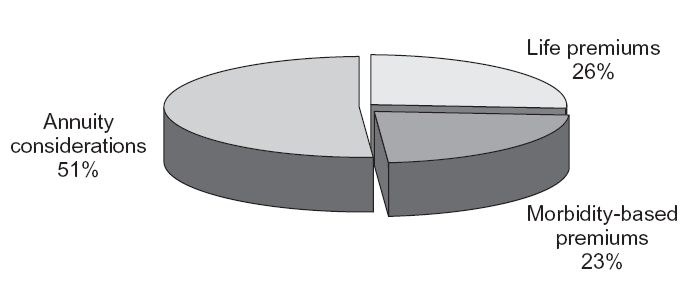 Life premiums
26%
Annuity
considerations
51%
Morbidity-based
premiums
23%